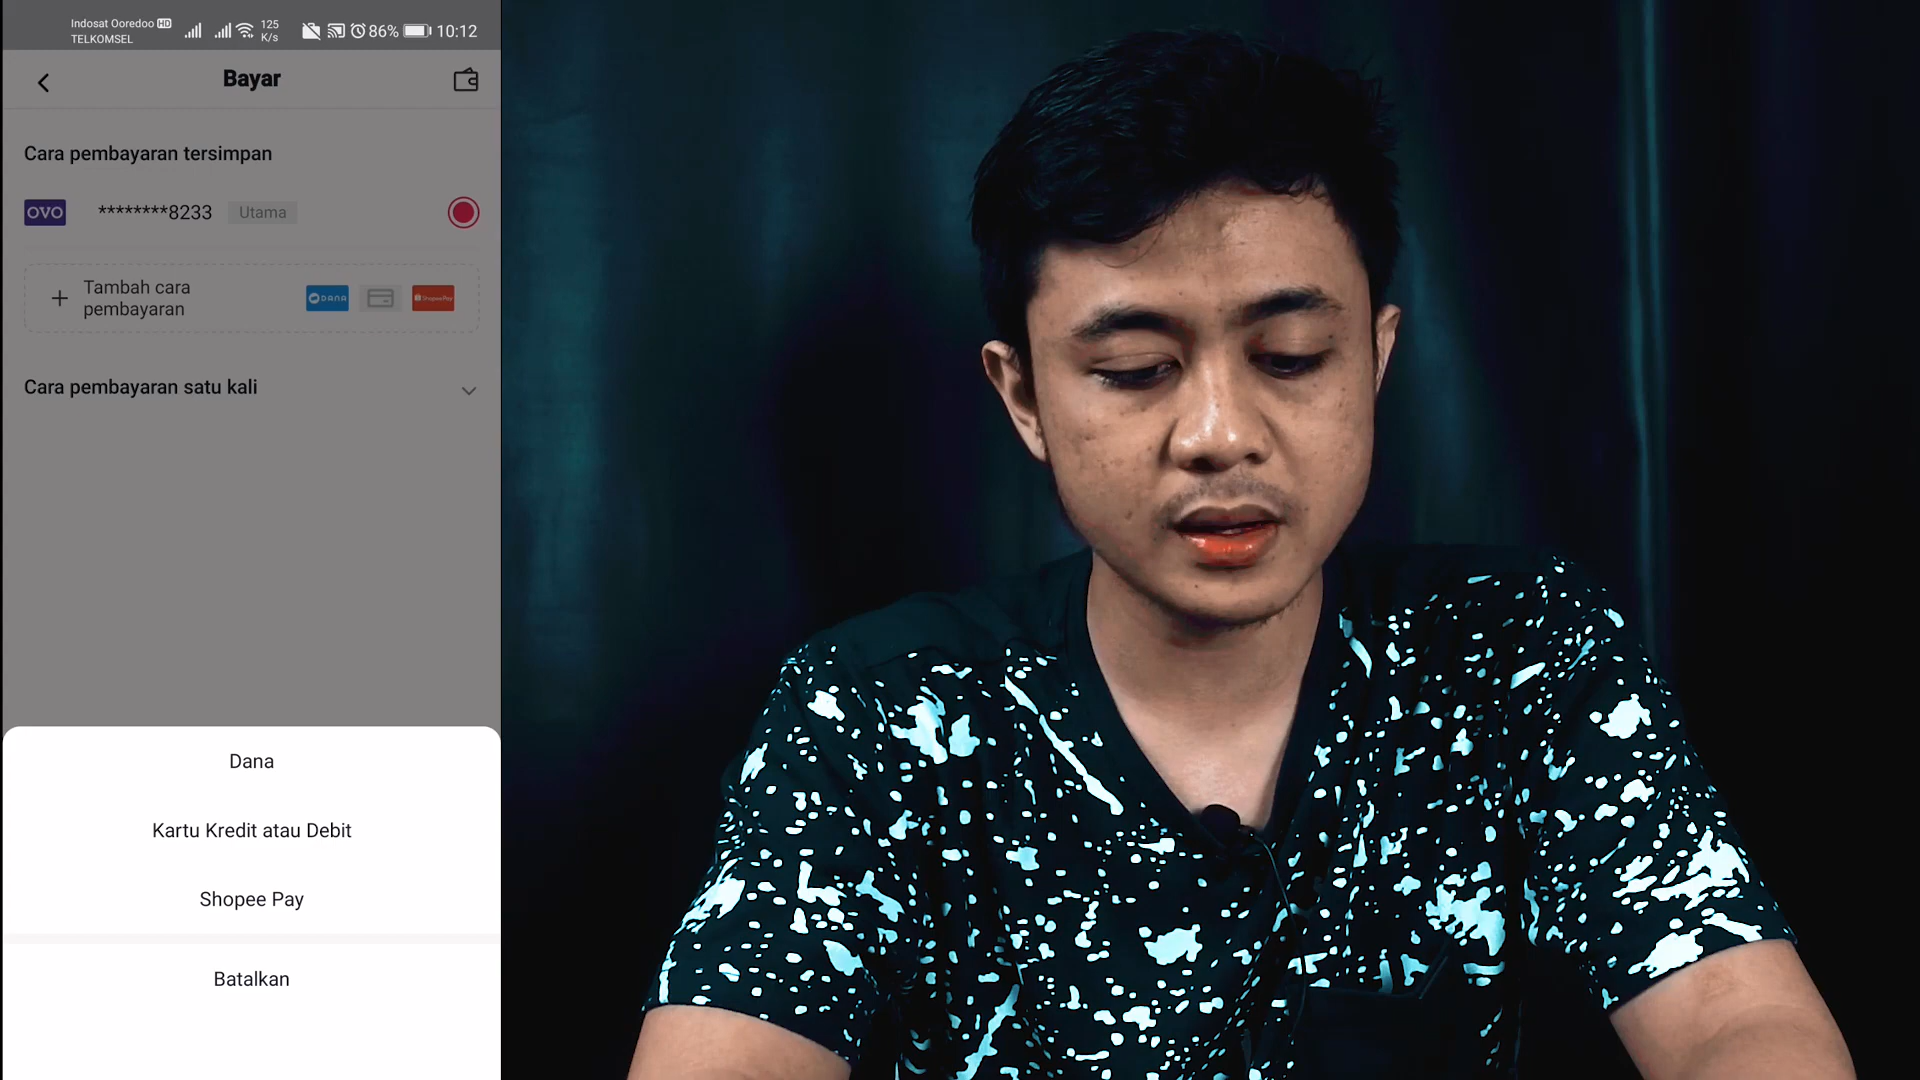 Indosat Ooredoo HD
TELKOMSEL
125
K/s
86%
10:12
Bayar
Cara pembayaran tersimpan
OVO
********8233
Utama
Tambah cara
pembayaran
DANA
ShopeePay
Cara pembayaran satu kali
Dana
Kartu Kredit atau Debit
Shopee Pay
Batalkan